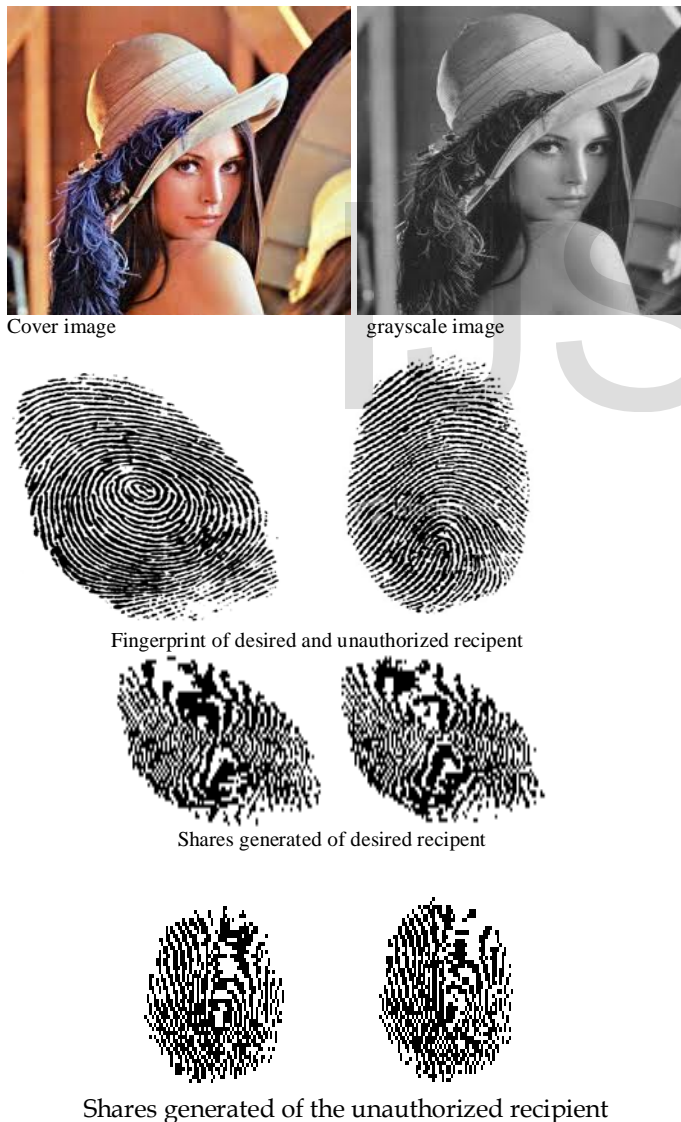 Cover image grayscale image
Fingerprint of desired and unauthorized recipent
Shares generated of desired recipent
Shares generated of the unauthorized recipient